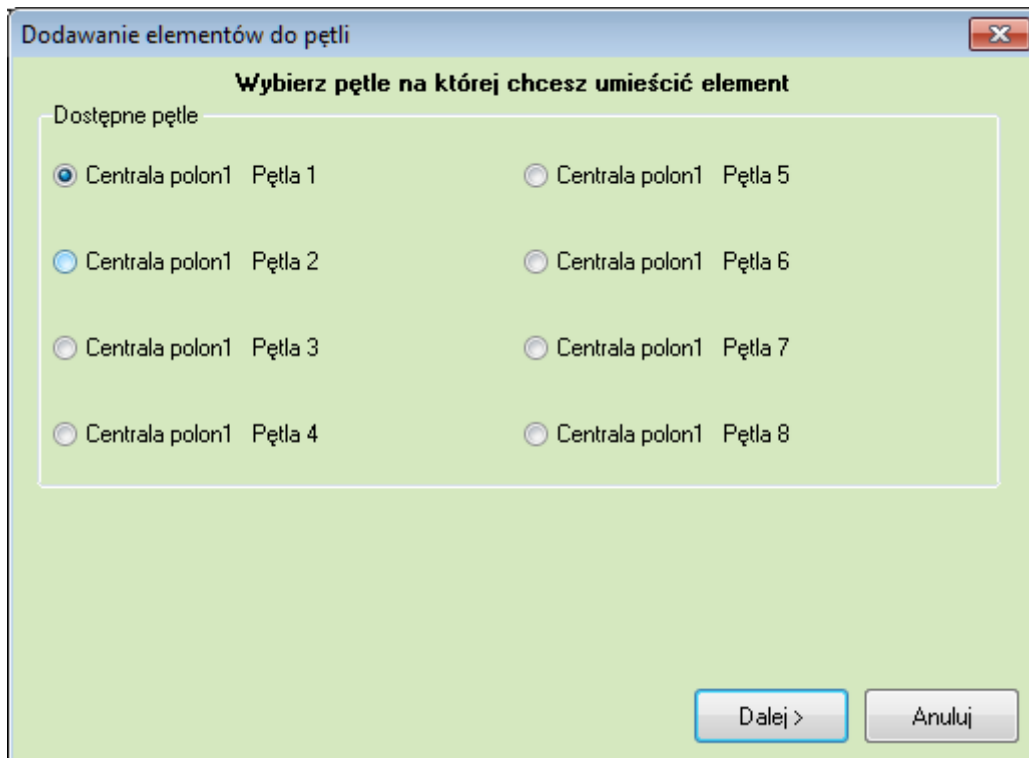 Dodawanie elementów do pętli
Wybierz pętle na której chcesz umieścić element
Dostępne pętle
Centrala polon1 Pętla 1
Centrala polon1 Pętla 5
Centrala polon1 Pętla 2
Centrala polon1 Pętla 6
Centrala polon1 Pętla 3
Centrala polon1 Pętla 7
Centrala polon1 Pętla 4
Centrala polon1 Pętla 8
Dalej >
Anuluj